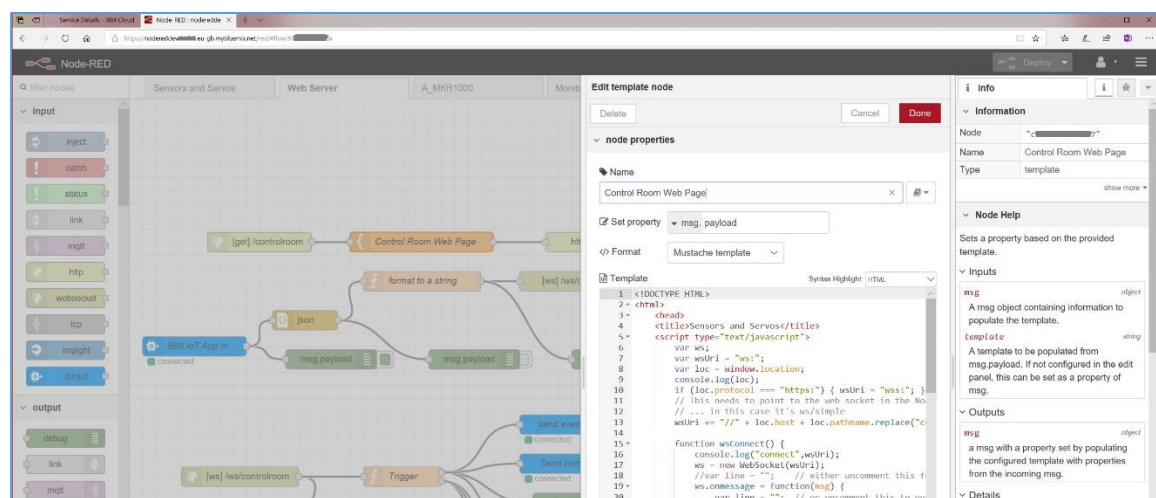 Service Details - IBM Cloud
Node RED : noderedde
Node-RED
Deploy
filter nodes
Sensors and Servos
Web Server
A_MKR1000
input
inject
catch
status
link
mqtt
http
websocket
tcp
mqlight
ibmiot
output
debug
link
mqtt
[get] /controlroom
Control Room Web Page
format to a string
json
IBM IoT App In
connected
msg.payload
msg.payload
connected
connected
[ws] /ws/controlroom
Trigger
Edit template node
Delete
Cancel
Done
node properties
Name
Control Room Web Page
Set property
msg. payload
Format
Mustache template
Template
Syntax Highlight: HTML
1 <!DOCTYPE HTML>
2 <html>
3 <head>
4 <title>Sensors and Servos</title>
5 <script type="text/javascript">
6 var ws;
7 var wsUri = "ws:";
8 var loc = window.location;
9 console.log(loc);
10 if (loc.protocol === "https:") { wsUri = "wss:"; }
11 // This needs to point to the web socket in the No
12 // ... in this case it's ws/simple
13 wsUri += "//" + loc.host + loc.pathname.replace("c
14
15 function wsConnect() {
16 console.log("connect",wsUri);
17 ws = new WebSocket(wsUri);
18 //var line = ""; // either uncomment this f
19 ws.onmessage = function(msg) {
20
info
Information
Node
Name
Control Room Web Page
Type
template
show more
Node Help
Sets a property based on the provided
template.
Inputs
msg
object
A msg object containing information to
populate the template.
template
string
A template to be populated from
msg.payload. If not configured in the edit
panel, this can be set as a property of
msg.
Outputs
msg
object
a msg with a property set by populating
the configured template with properties
from the incoming msg.
Details